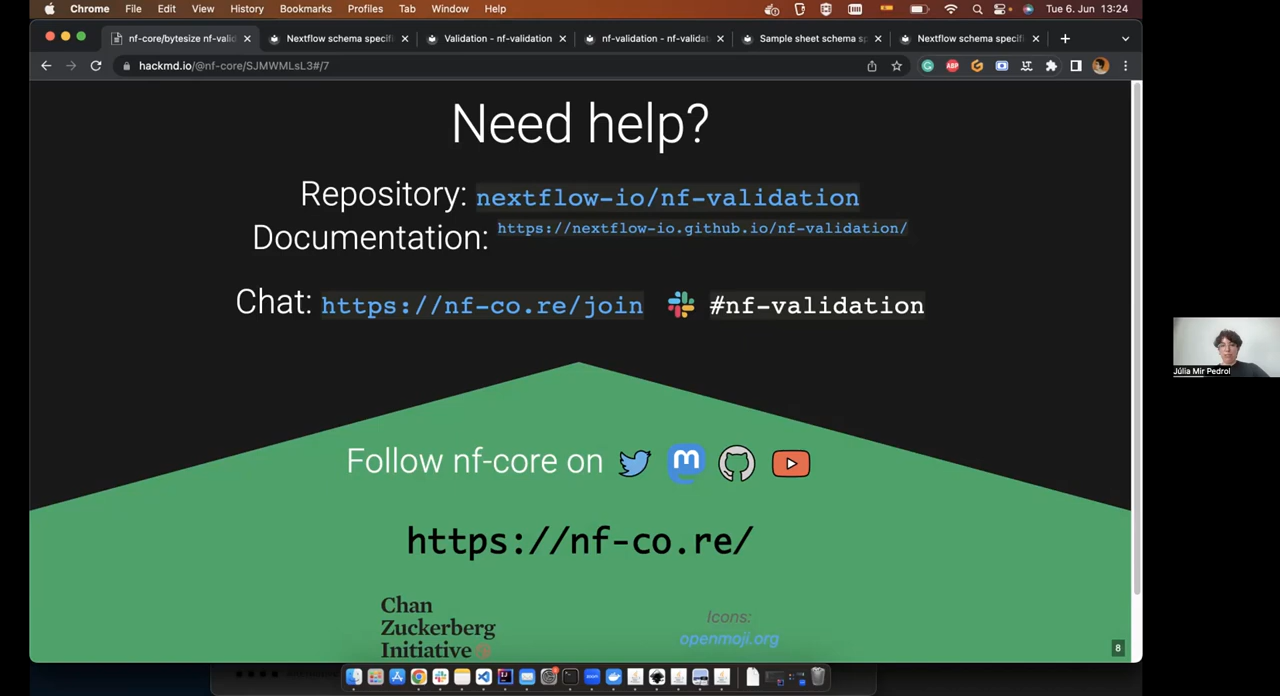 Chrome File Edit View History Bookmarks Profiles Tab Window Help Tue 6. Jun 13:24
nf-core/bytesize nf-valid Nextflow schema specif Validation - nf-validation nf-validation - nf-validat Sample sheet schema sp Nextflow schema specif
hackmd.io/@nf-core/SJMWMLsL3#/7
Need help?
Repository: nextflow-io/nf-validation
Documentation: https://nextflow-io.github.io/nf-validation/
Chat: https://nf-co.re/join #nf-validation
Júlia Mir Pedrol
Follow nf-core on
https://nf-co.re/
Chan
Zuckerberg
Initiative
Icons:
openmoji.org
8